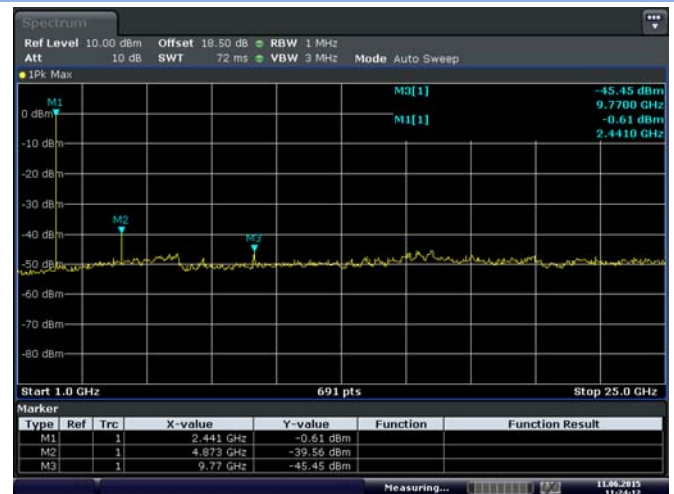 Spectrum
Ref Level 10.00 dBm Offset 18.50 dB RBW 1 MHz
Att 10 dB SWT 72 ms VBW 3 MHz Mode Auto Sweep
1Pk Max
M3[1] -45.45 dBm
9.7700 GHz
M1[1] -0.61 dBm
2.4410 GHz
M1
0 dBm
-10 dBm
-20 dBm
-30 dBm
M2
-40 dBm
M3
-50 dBm
-60 dBm
-70 dBm
-80 dBm
Start 1.0 GHz 691 pts Stop 25.0 GHz
Marker
Type Ref Trc X-value Y-value Function Function Result
M1 1 2.441 GHz -0.61 dBm
M2 1 4.873 GHz -39.56 dBm
M3 1 9.77 GHz -45.45 dBm
Measuring... 11.06.2015
11:24:12